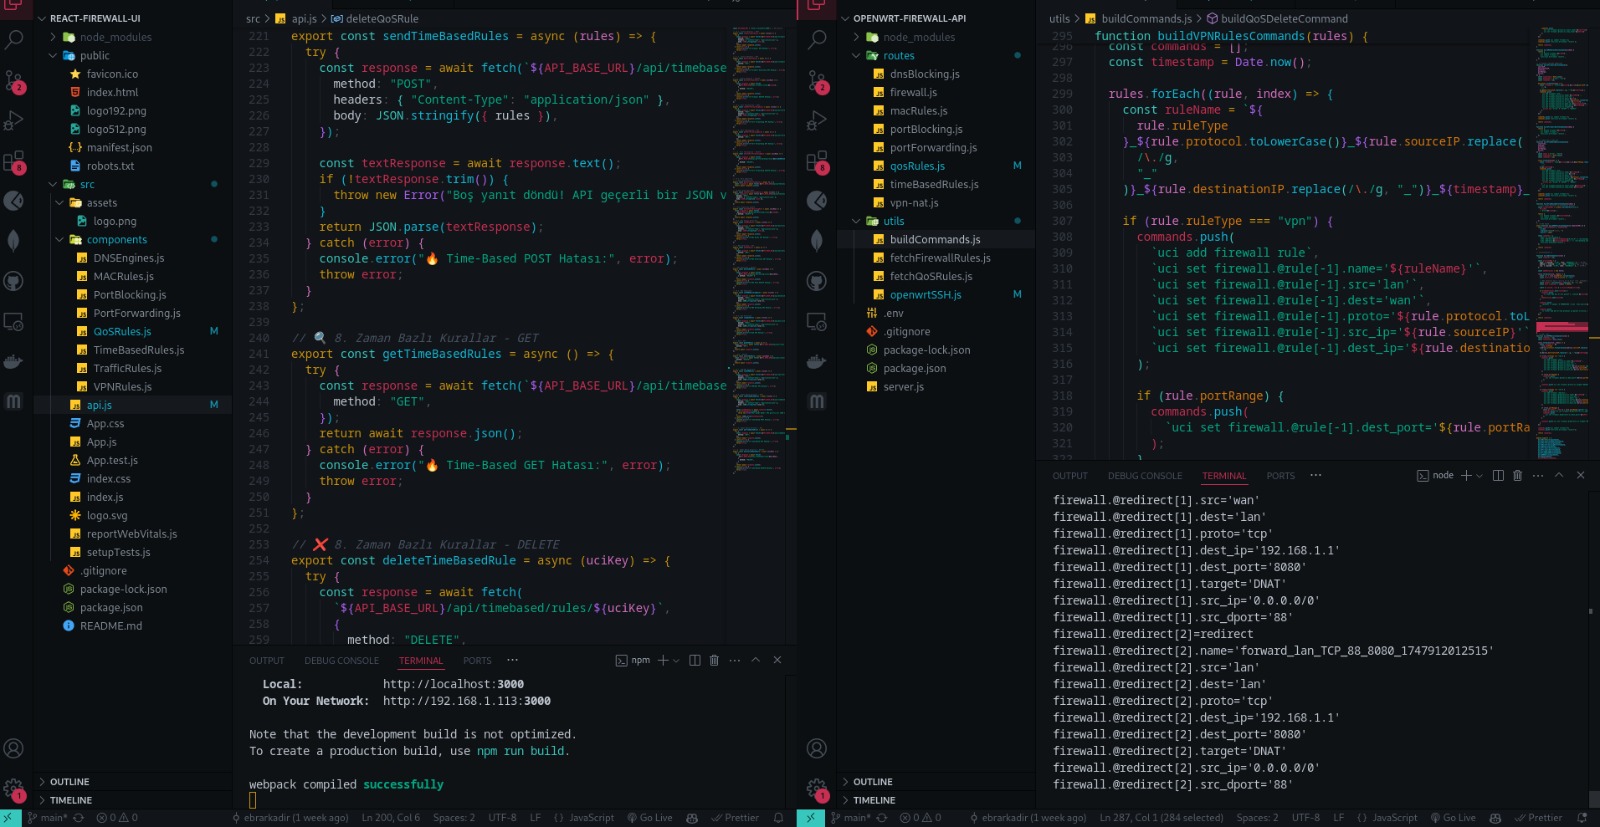 REACT-FIREWALL-UI
node_modules
public
favicon.ico
index.html
logo192.png
logo512.png
manifest.json
robots.txt
src
assets
logo.png
components
DNSEngines.js
MACRules.js
PortBlocking.js
PortForwarding.js
QoSRules.js M
TimeBasedRules.js
TrafficRules.js
VPNRules.js
api.js M
App.css
App.js
App.test.js
index.css
index.js
logo.svg
reportWebVitals.js
setupTests.js
.gitignore
package-lock.json
package.json
README.md
OUTLINE
TIMELINE
src > api.js > deleteQoSRule
221 export const sendTimeBasedRules = async (rules) => {
222 try {
223 const response = await fetch(`${API_BASE_URL}/api/timebase
224 method: "POST",
225 headers: { "Content-Type": "application/json" },
226 body: JSON.stringify({ rules }),
227 });
228
229 const textResponse = await response.text();
230 if (!textResponse.trim()) {
231 throw new Error("Boş yanıt döndü! API geçerli bir JSON v
232 }
233 return JSON.parse(textResponse);
234 } catch (error) {
235 console.error("🔥 Time-Based POST Hatası:", error);
236 throw error;
237 }
238 };
239
240 // 🔍 8. Zaman Bazlı Kurallar - GET
241 export const getTimeBasedRules = async () => {
242 try {
243 const response = await fetch(`${API_BASE_URL}/api/timebase
244 method: "GET",
245 });
246 return await response.json();
247 } catch (error) {
248 console.error("🔥 Time-Based GET Hatası:", error);
249 throw error;
250 }
251 };
252
253 // ❌ 8. Zaman Bazlı Kurallar - DELETE
254 export const deleteTimeBasedRule = async (uciKey) => {
255 try {
256 const response = await fetch(
257 `${API_BASE_URL}/api/timebased/rules/${uciKey}`,
258 {
259 method: "DELETE",
OUTPUT DEBUG CONSOLE TERMINAL PORTS ··· npm
Local: http://localhost:3000
On Your Network: http://192.168.1.113:3000
Note that the development build is not optimized.
To create a production build, use npm run build.
webpack compiled successfully
main* 0 0 ebrarkadir (1 week ago) Ln 200, Col 6 Spaces: 2 UTF-8 LF {} JavaScript Go Live Prettier
2
8
1
OPENWRT-FIREWALL-API
node_modules
routes
dnsBlocking.js
firewall.js
macRules.js
portBlocking.js
portForwarding.js
qosRules.js M
timeBasedRules.js
vpn-nat.js
utils
buildCommands.js
fetchFirewallRules.js
fetchQoSRules.js
openwrtSSH.js M
.env
.gitignore
package-lock.json
package.json
server.js
OUTLINE
TIMELINE
utils > buildCommands.js > buildQoSDeleteCommand
295 function buildVPNRulesCommands(rules) {
296 const commands = [];
297 const timestamp = Date.now();
298
299 rules.forEach((rule, index) => {
300 const ruleName = `${
301 rule.ruleType
302 }_${rule.protocol.toLowerCase()}_${rule.sourceIP.replace(
303 /\./g,
304 "_"
305 )}_${rule.destinationIP.replace(/\./g, "_")}_${timestamp}_
306
307 if (rule.ruleType === "vpn") {
308 commands.push(
309 `uci add firewall rule`,
310 `uci set firewall.@rule[-1].name='${ruleName}'`,
311 `uci set firewall.@rule[-1].src='lan'`,
312 `uci set firewall.@rule[-1].dest='wan'`,
313 `uci set firewall.@rule[-1].proto='${rule.protocol.toL
314 `uci set firewall.@rule[-1].src_ip='${rule.sourceIP}'`
315 `uci set firewall.@rule[-1].dest_ip='${rule.destinatio
316 );
317
318 if (rule.portRange) {
319 commands.push(
320 `uci set firewall.@rule[-1].dest_port='${rule.portRa
321 );
322 }
OUTPUT DEBUG CONSOLE TERMINAL PORTS ··· node
firewall.@redirect[1].src='wan'
firewall.@redirect[1].dest='lan'
firewall.@redirect[1].proto='tcp'
firewall.@redirect[1].dest_ip='192.168.1.1'
firewall.@redirect[1].dest_port='8080'
firewall.@redirect[1].target='DNAT'
firewall.@redirect[1].src_ip='0.0.0.0/0'
firewall.@redirect[1].src_dport='88'
firewall.@redirect[2]=redirect
firewall.@redirect[2].name='forward_lan_TCP_88_8080_1747912012515'
firewall.@redirect[2].src='lan'
firewall.@redirect[2].dest='lan'
firewall.@redirect[2].proto='tcp'
firewall.@redirect[2].dest_ip='192.168.1.1'
firewall.@redirect[2].dest_port='8080'
firewall.@redirect[2].target='DNAT'
firewall.@redirect[2].src_ip='0.0.0.0/0'
firewall.@redirect[2].src_dport='88'
main* 0 0 ebrarkadir (1 week ago) Ln 287, Col 1 (284 selected) Spaces: 2 UTF-8 LF {} JavaScript Go Live Prettier
2
8
1